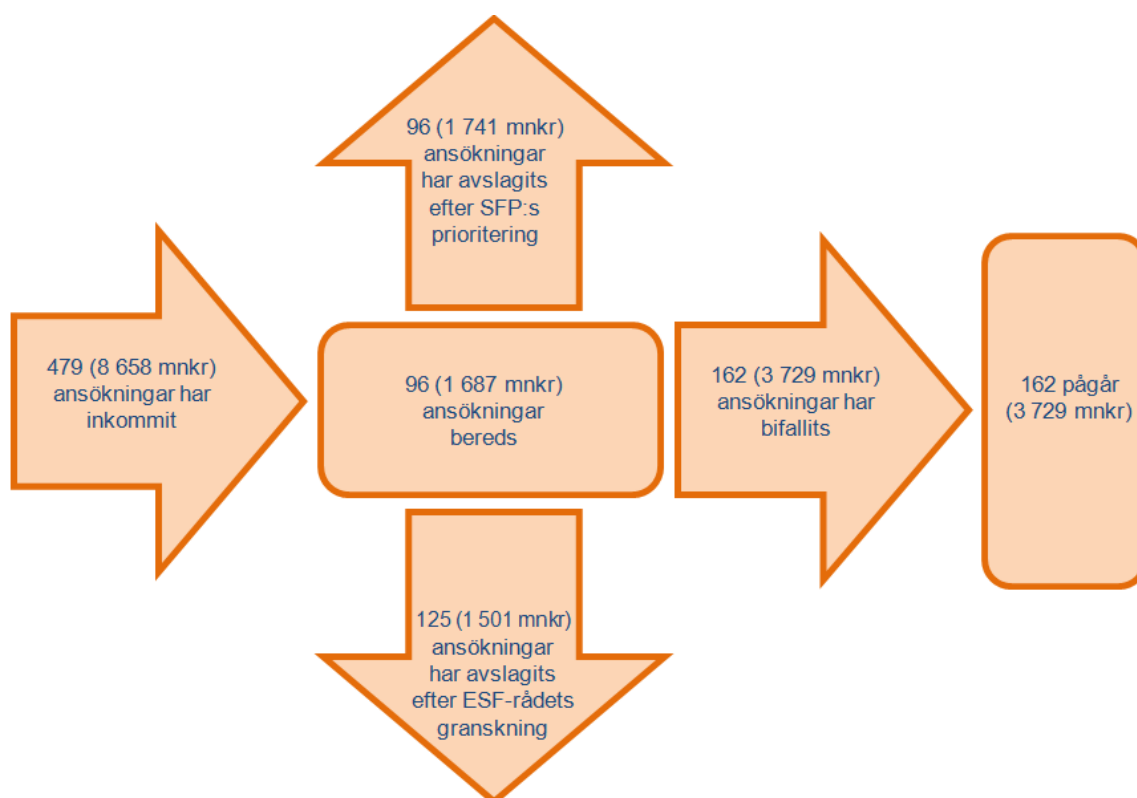 96 (1 741 mnkr)
ansökningar
har avslagits
efter SFP:s
prioritering
479 (8 658 mnkr)
ansökningar har
inkommit
96 (1 687 mnkr)
ansökningar
bereds
162 (3 729 mnkr)
ansökningar har
bifallits
162 pågår
(3 729 mnkr)
125 (1 501 mnkr)
ansökningar
har avslagits
efter ESF-rådets
granskning